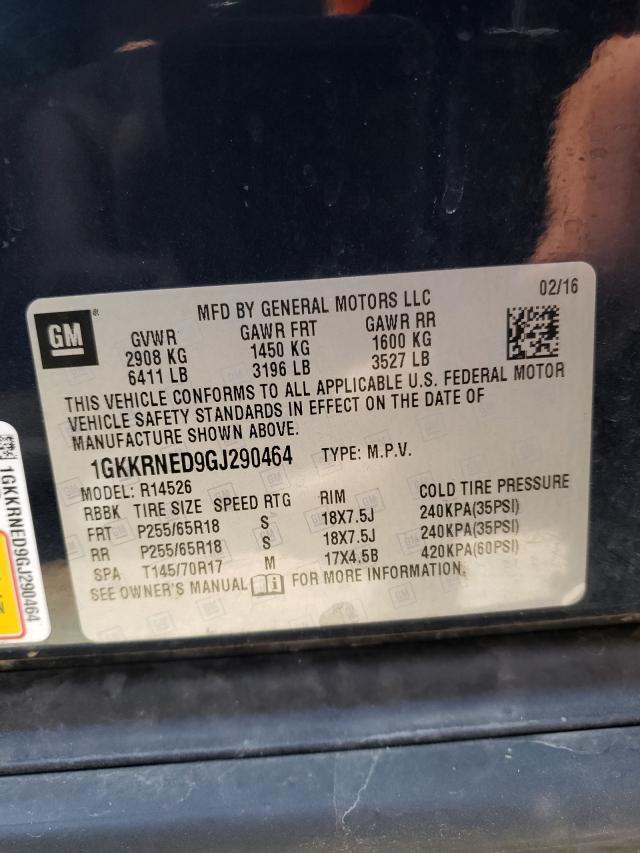 GM
®
MFD BY GENERAL MOTORS LLC
02/16
GVWR GAWR FRT GAWR RR
2908 KG 1450 KG 1600 KG
6411 LB 3196 LB 3527 LB
THIS VEHICLE CONFORMS TO ALL APPLICABLE U.S. FEDERAL MOTOR
VEHICLE SAFETY STANDARDS IN EFFECT ON THE DATE OF
MANUFACTURE SHOWN ABOVE.
1GKKRNED9GJ290464 TYPE: M.P.V.
MODEL: R14526
RBBK TIRE SIZE SPEED RTG RIM COLD TIRE PRESSURE
FRT P255/65R18 S 18X7.5J 240KPA(35PSI)
RR P255/65R18 S 18X7.5J 240KPA(35PSI)
SPA T145/70R17 M 17X4.5B 420KPA(60PSI)
SEE OWNER'S MANUAL i FOR MORE INFORMATION.
1GKKRNED9GJ290464